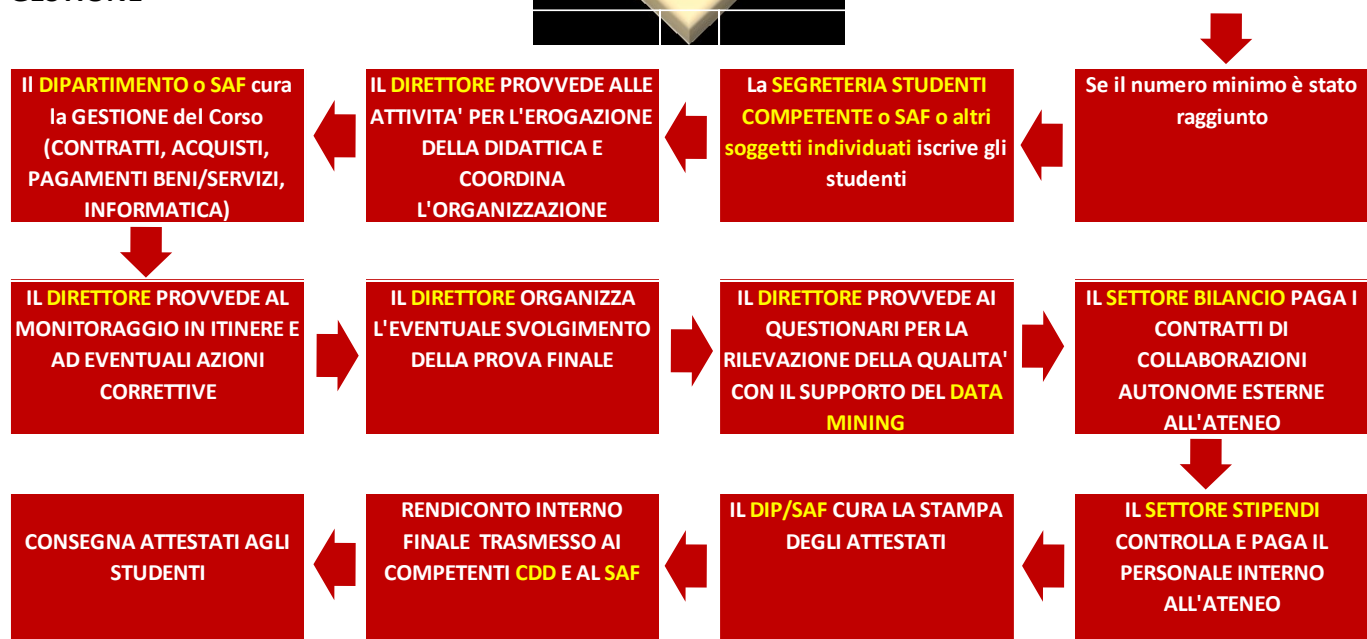 GESTIONE
Se il numero minimo è stato
raggiunto
La SEGRETERIA STUDENTI
COMPETENTE o SAF o altri
soggetti individuati iscrive gli
studenti
IL DIRETTORE PROVVEDE ALLE
ATTIVITA' PER L'EROGAZIONE
DELLA DIDATTICA E
COORDINA
L'ORGANIZZAZIONE
Il DIPARTIMENTO o SAF cura
la GESTIONE del Corso
(CONTRATTI, ACQUISTI,
PAGAMENTI BENI/SERVIZI,
INFORMATICA)
IL DIRETTORE PROVVEDE AL
MONITORAGGIO IN ITINERE E
AD EVENTUALI AZIONI
CORRETTIVE
IL DIRETTORE ORGANIZZA
L'EVENTUALE SVOLGIMENTO
DELLA PROVA FINALE
IL DIRETTORE PROVVEDE AI
QUESTIONARI PER LA
RILEVAZIONE DELLA QUALITA'
CON IL SUPPORTO DEL DATA
MINING
IL SETTORE BILANCIO PAGA I
CONTRATTI DI
COLLABORAZIONI
AUTONOME ESTERNE
ALL'ATENEO
IL SETTORE STIPENDI
CONTROLLA E PAGA IL
PERSONALE INTERNO
ALL'ATENEO
IL DIP/SAF CURA LA STAMPA
DEGLI ATTESTATI
RENDICONTO INTERNO
FINALE TRASMESSO AI
COMPETENTI CDD E AL SAF
CONSEGNA ATTESTATI AGLI
STUDENTI